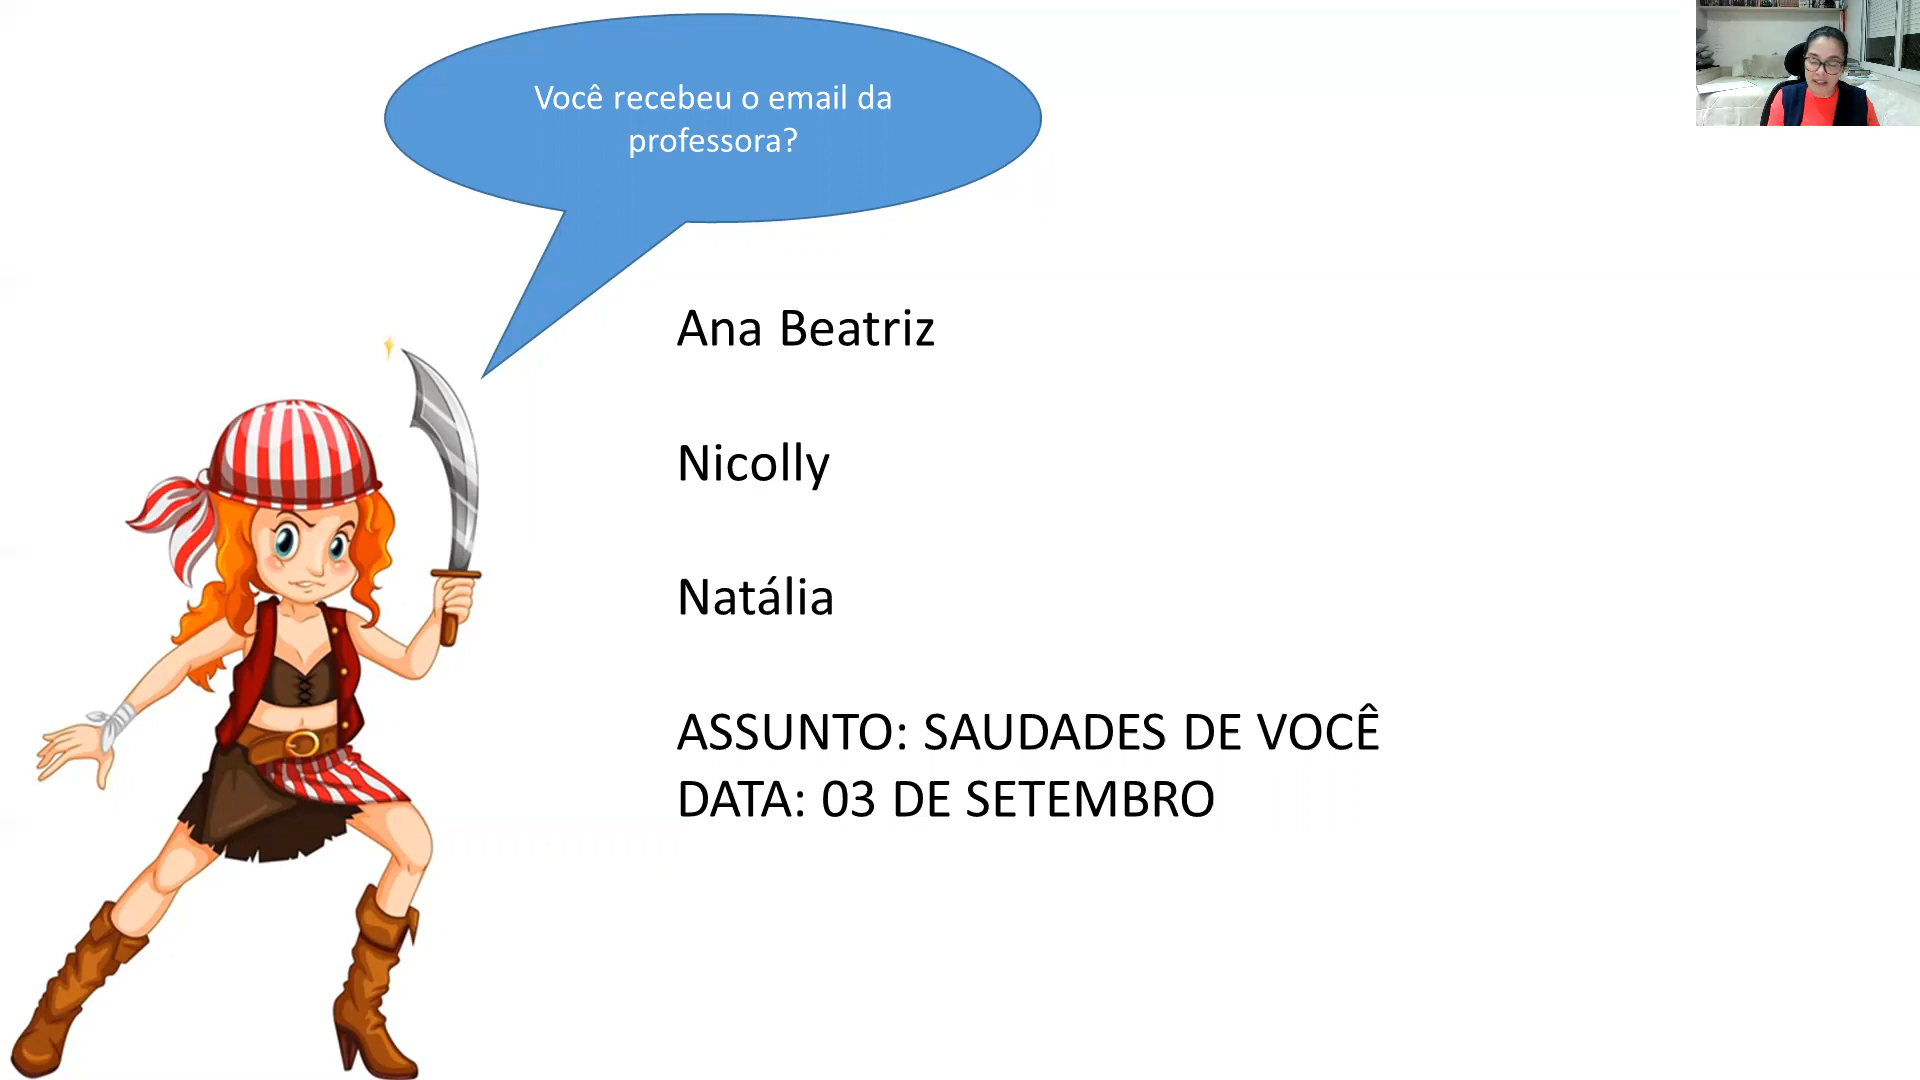 Você recebeu o email da
professora?
Ana Beatriz
Nicolly
Natália
ASSUNTO: SAUDADES DE VOCÊ
DATA: 03 DE SETEMBRO